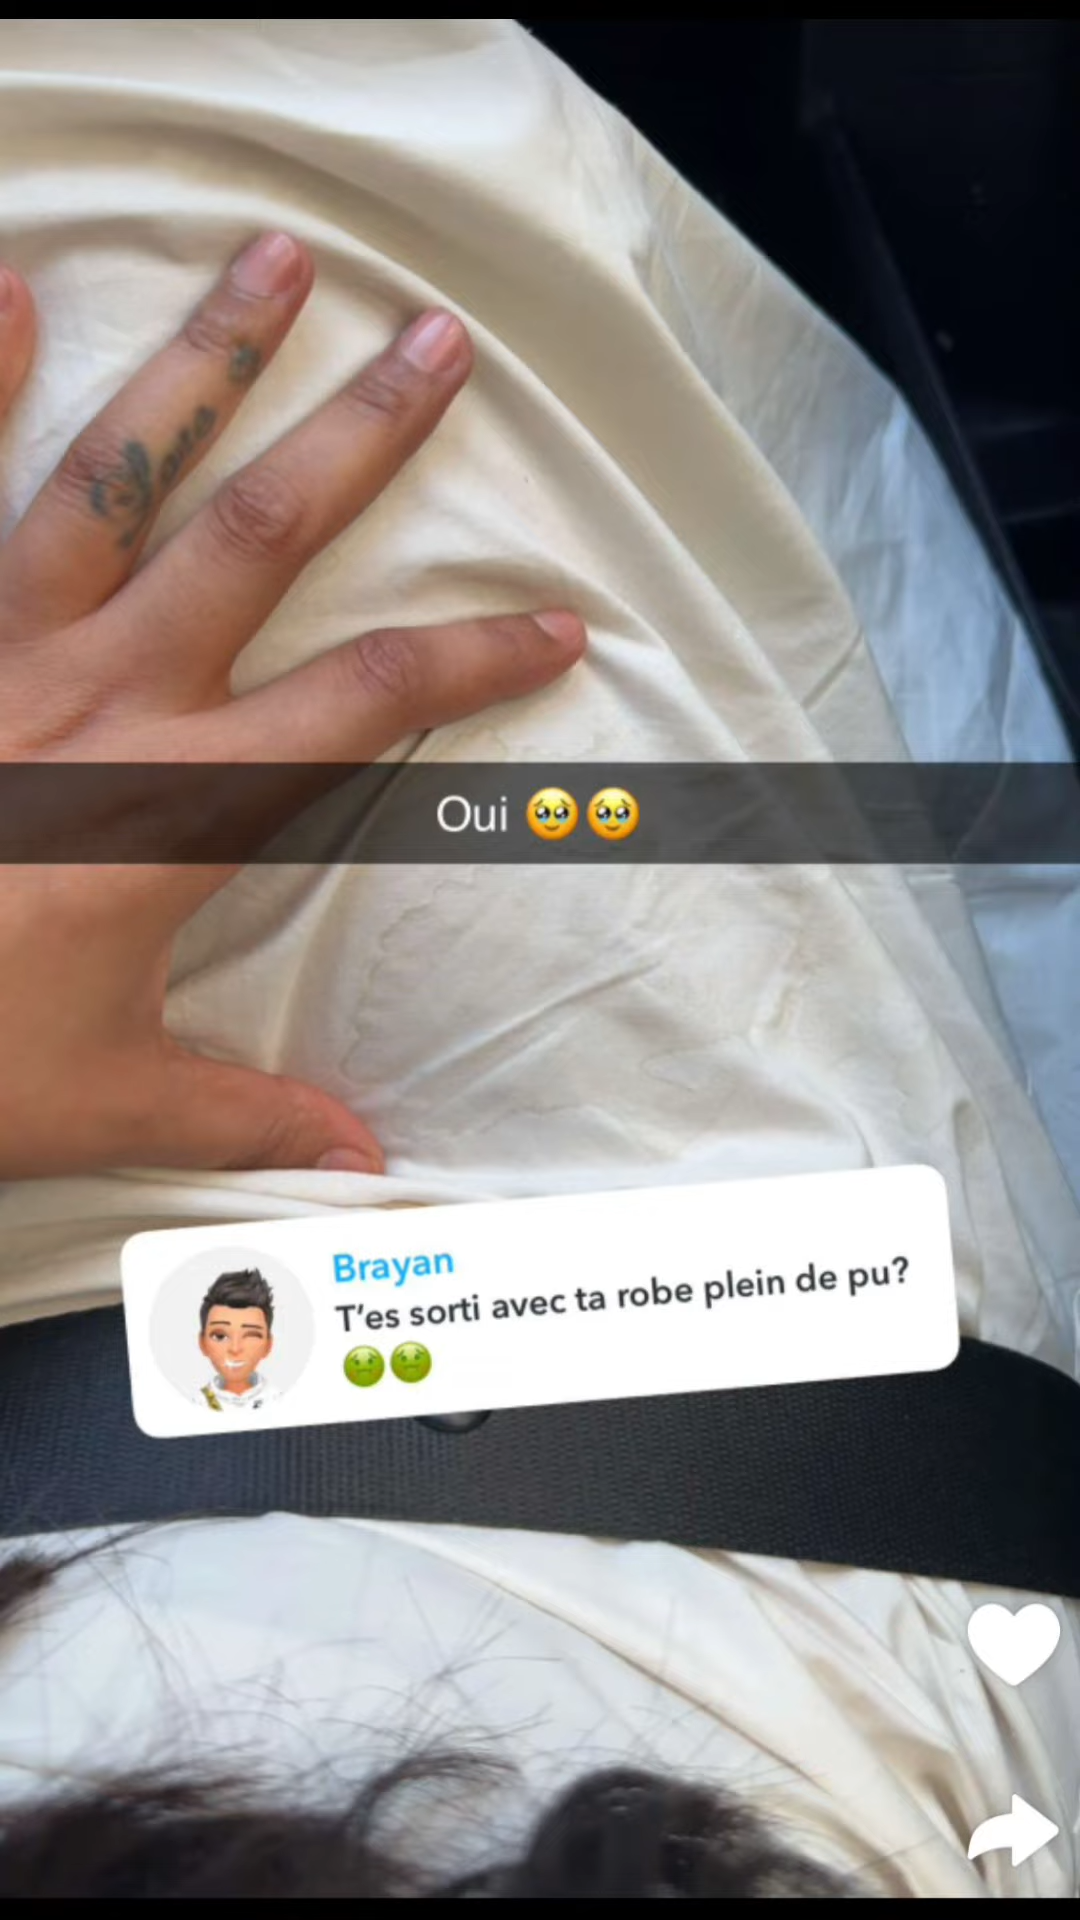 Oui 🥹🥹
Brayan
T'es sorti avec ta robe plein de pu?
🤢🤢